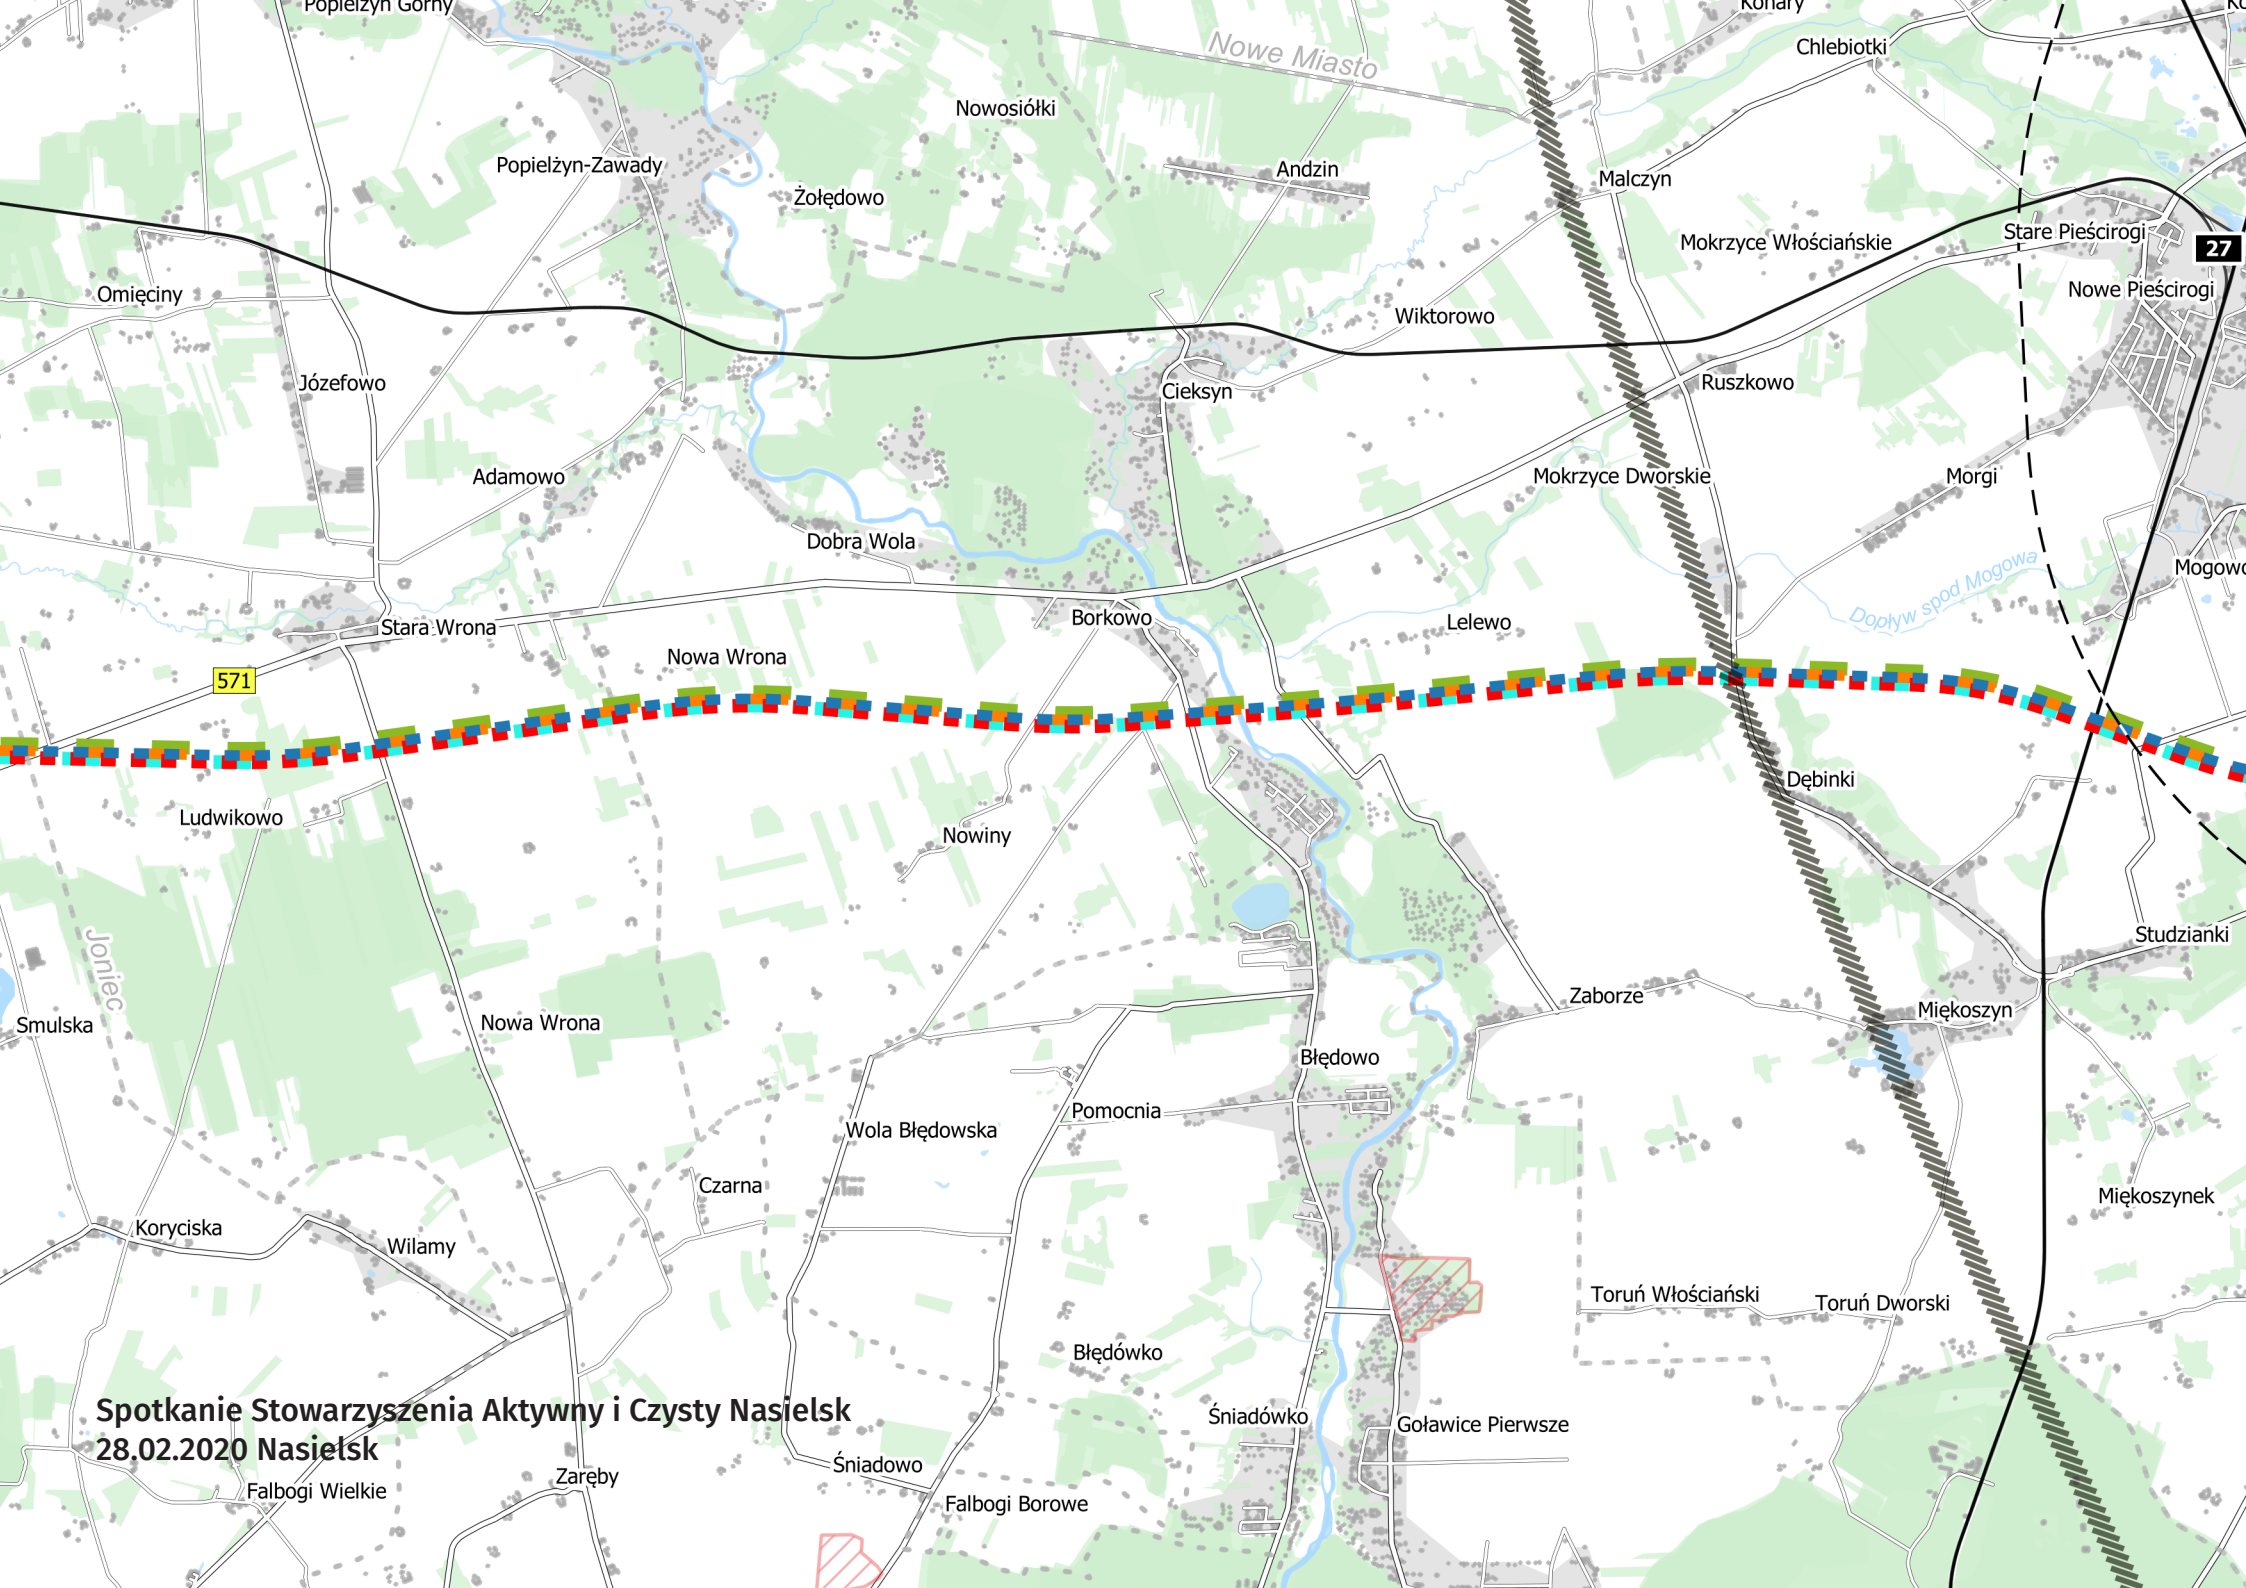 Popielżyn Górny
Konary
Chlebiotki
Nowe Miasto
Nowosiółki
Popielżyn-Zawady
Andzin
Malczyn
Żołędowo
Stare Pieścirogi
Mokrzyce Włościańskie
27
Omięciny
Nowe Pieścirogi
Wiktorowo
Józefowo
Cieksyn
Ruszkowo
Adamowo
Mokrzyce Dworskie
Morgi
Dobra Wola
Mogowo
Dopływ spod Mogowa
Borkowo
Lelewo
Stara Wrona
Nowa Wrona
571
Dębinki
Ludwikowo
Nowiny
Studzianki
Joniec
Zaborze
Miękoszyn
Smulska
Nowa Wrona
Błędowo
Pomocnia
Wola Błędowska
Czarna
Miękoszynek
Koryciska
Wilamy
Toruń Włościański
Toruń Dworski
Błędówko
Spotkanie Stowarzyszenia Aktywny i Czysty Nasielsk
28.02.2020 Nasielsk
Śniadówko
Goławice Pierwsze
Śniadowo
Zaręby
Falbogi Wielkie
Falbogi Borowe